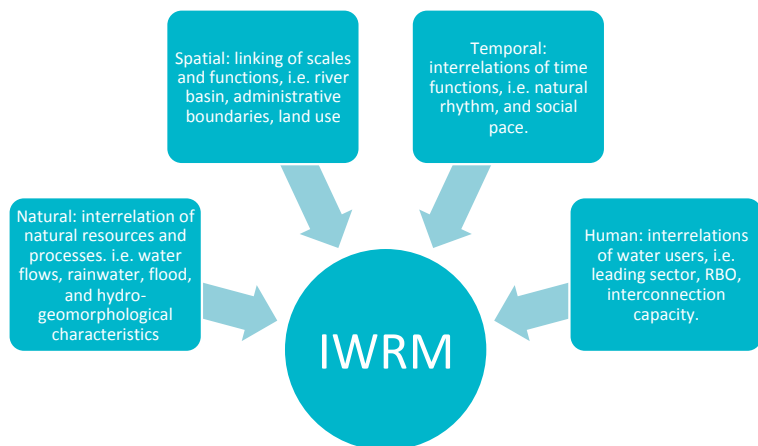 Spatial: linking of scales
and functions, i.e. river
basin, administrative
boundaries, land use
Temporal:
interrelations of time
functions, i.e. natural
rhythm, and social
pace.
Natural: interrelation of
natural resources and
processes. i.e. water
flows, rainwater, flood,
and hydro-
geomorphological
characteristics
Human: interrelations
of water users, i.e.
leading sector, RBO,
interconnection
capacity.
IWRM